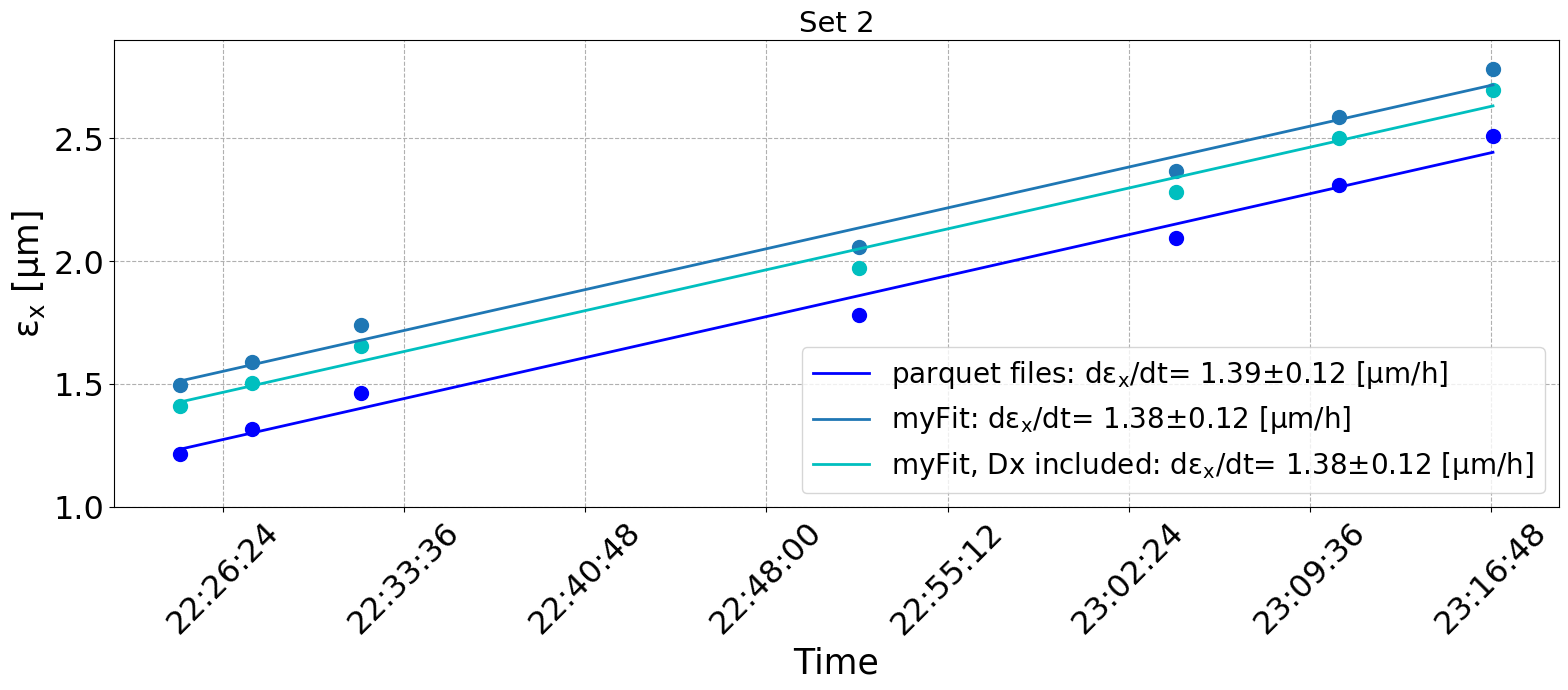 Set 2
εx [μm]
2.5
2.0
1.5
1.0
parquet files: dεx/dt= 1.39±0.12 [μm/h]
myFit: dεx/dt= 1.38±0.12 [μm/h]
myFit, Dx included: dεx/dt= 1.38±0.12 [μm/h]
22:26:24
22:33:36
22:40:48
22:48:00
22:55:12
23:02:24
23:09:36
23:16:48
Time